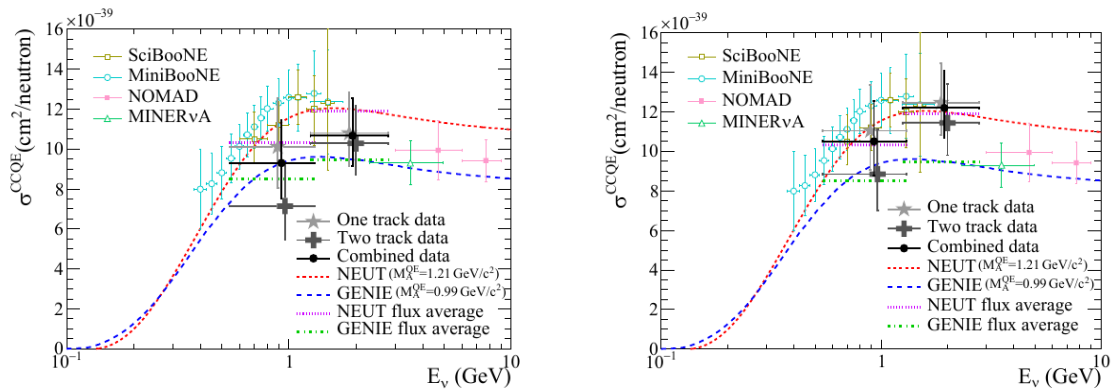 ×10⁻³⁹
16
14
12
10
8
6
4
2
0
σ^CCQE (cm²/neutron)
SciBooNE
MiniBooNE
NOMAD
MINERνA
One track data
Two track data
Combined data
NEUT (M_A^QE=1.21 GeV/c²)
GENIE (M_A^QE=0.99 GeV/c²)
NEUT flux average
GENIE flux average
10⁻¹
1
10
E_ν (GeV)
×10⁻³⁹
16
14
12
10
8
6
4
2
0
σ^CCQE (cm²/neutron)
SciBooNE
MiniBooNE
NOMAD
MINERνA
One track data
Two track data
Combined data
NEUT (M_A^QE=1.21 GeV/c²)
GENIE (M_A^QE=0.99 GeV/c²)
NEUT flux average
GENIE flux average
10⁻¹
1
10
E_ν (GeV)